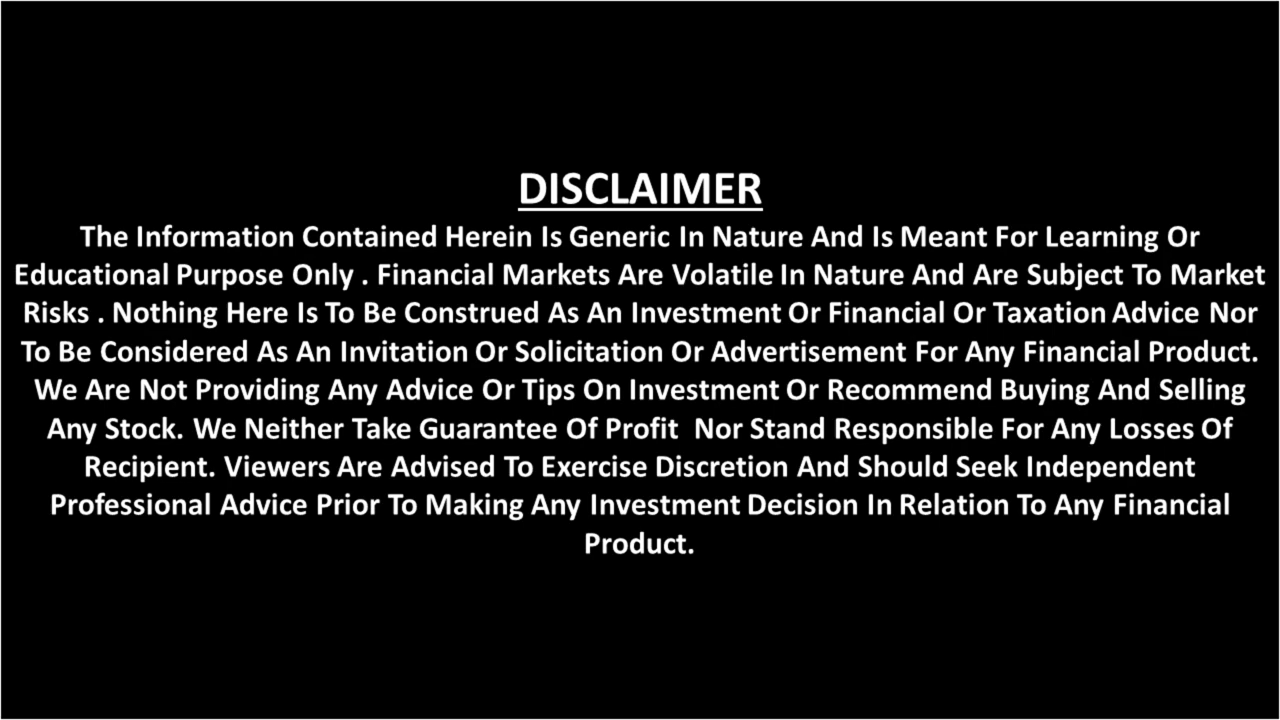 DISCLAIMER
The Information Contained Herein Is Generic In Nature And Is Meant For Learning Or
Educational Purpose Only . Financial Markets Are Volatile In Nature And Are Subject To Market
Risks . Nothing Here Is To Be Construed As An Investment Or Financial Or Taxation Advice Nor
To Be Considered As An Invitation Or Solicitation Or Advertisement For Any Financial Product.
We Are Not Providing Any Advice Or Tips On Investment Or Recommend Buying And Selling
Any Stock. We Neither Take Guarantee Of Profit  Nor Stand Responsible For Any Losses Of
Recipient. Viewers Are Advised To Exercise Discretion And Should Seek Independent
Professional Advice Prior To Making Any Investment Decision In Relation To Any Financial
Product.